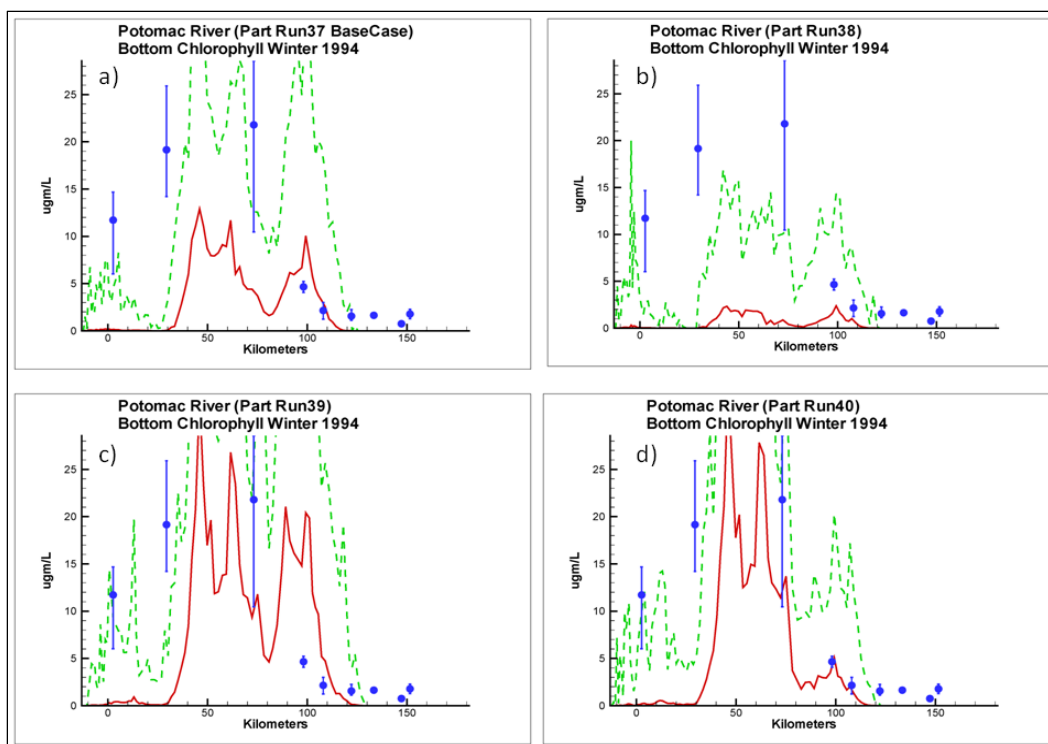 Potomac River (Part Run37 BaseCase)
Bottom Chlorophyll Winter 1994
a)
25
20
15
10
5
0
ugm/L
0
50
100
150
Kilometers
Potomac River (Part Run38)
Bottom Chlorophyll Winter 1994
b)
25
20
15
10
5
0
ugm/L
0
50
100
150
Kilometers
Potomac River (Part Run39)
Bottom Chlorophyll Winter 1994
c)
25
20
15
10
5
0
ugm/L
0
50
100
150
Kilometers
Potomac River (Part Run40)
Bottom Chlorophyll Winter 1994
d)
25
20
15
10
5
0
ugm/L
0
50
100
150
Kilometers